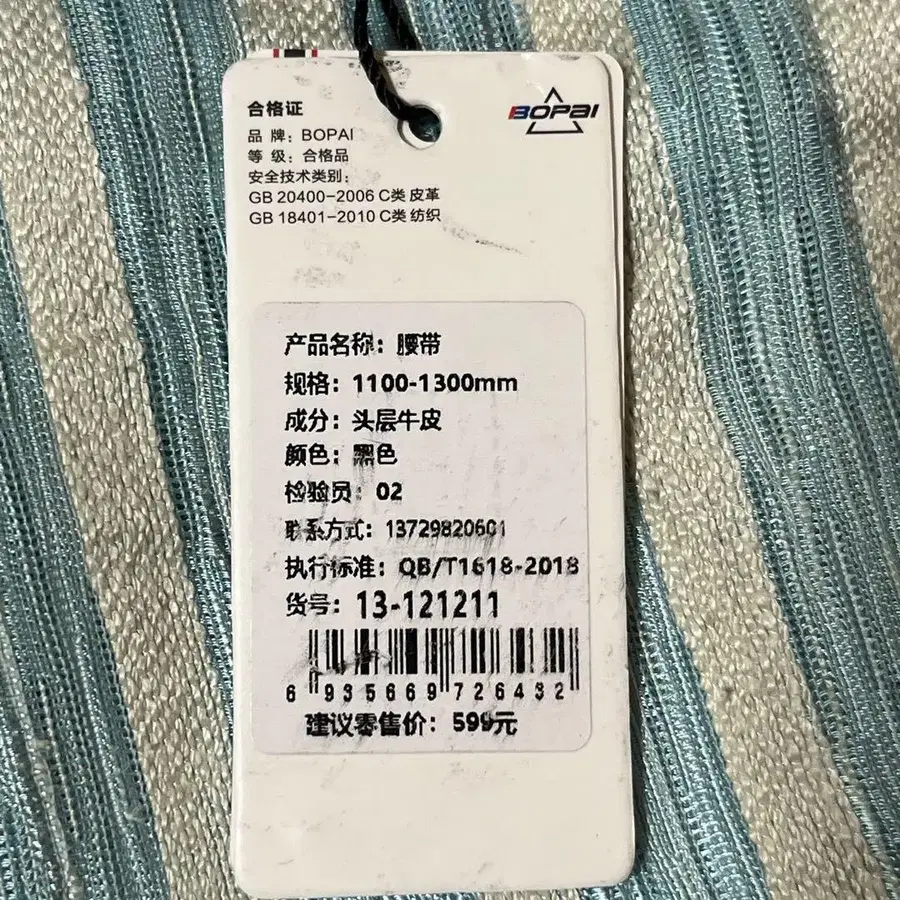 BOPAI
合格证
品 牌：BOPAI
等 级：合格品
安全技术类别：
GB 20400-2006 C类 皮革
GB 18401-2010 C类 纺织
产品名称：腰带
规格：1100-1300mm
成分：头层牛皮
颜色：黑色
检验员：02
联系方式：13729820601
执行标准：QB/T1618-2018
货号：13-121211
6 935669 726432
建议零售价：599元